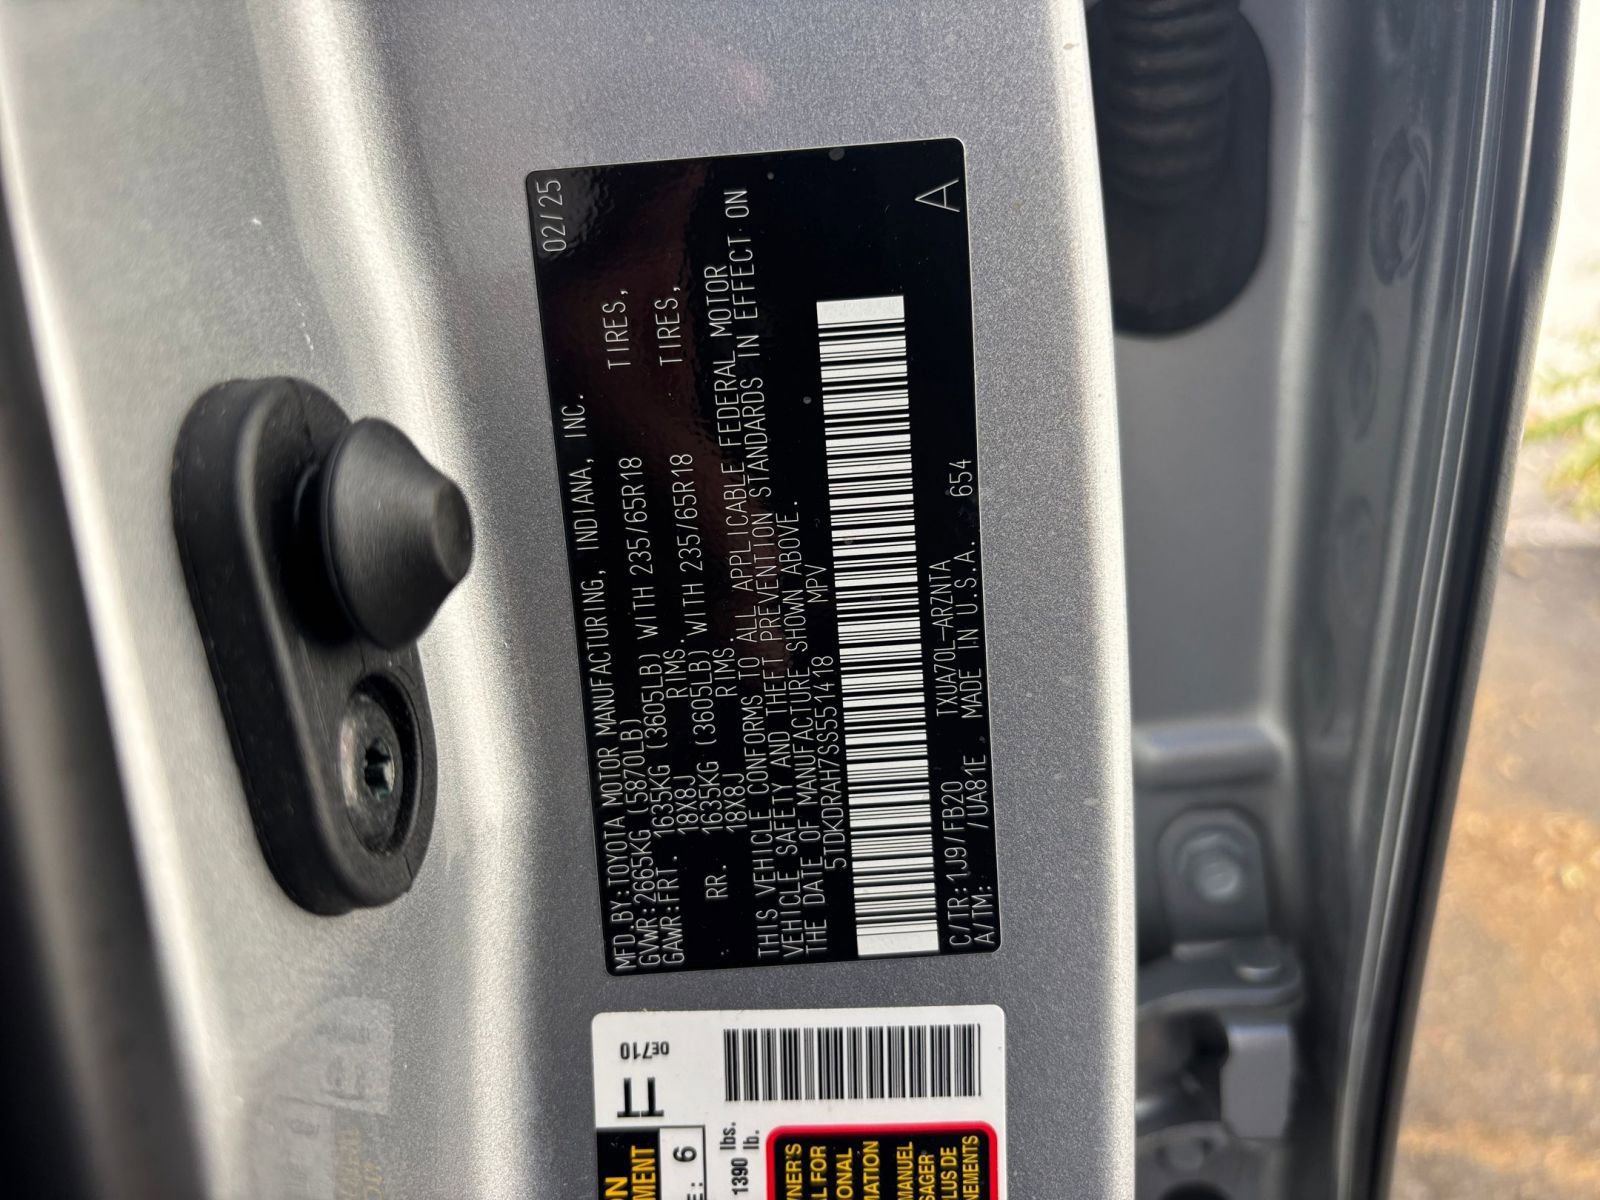 MFD.BY:TOYOTA MOTOR MANUFACTURING, INDIANA, INC. 02/25
GVWR:2665KG (5870LB)
GAWR:FRT. 1635KG (3605LB) WITH 235/65R18 TIRES,
18X8J RIMS.
RR. 1635KG (3605LB) WITH 235/65R18 TIRES,
18X8J RIMS.
THIS VEHICLE CONFORMS TO ALL APPLICABLE FEDERAL MOTOR
VEHICLE SAFETY AND THEFT PREVENTION STANDARDS IN EFFECT ON
THE DATE OF MANUFACTURE SHOWN ABOVE.
5TDKDRAH7SS551418 MPV
C/TR:1J9/FB20 TXUA70L-ARZNTA
A/TM: /UA81E MADE IN U.S.A. 654
A
0E710
6
1390 lbs.
lb.
MANUEL